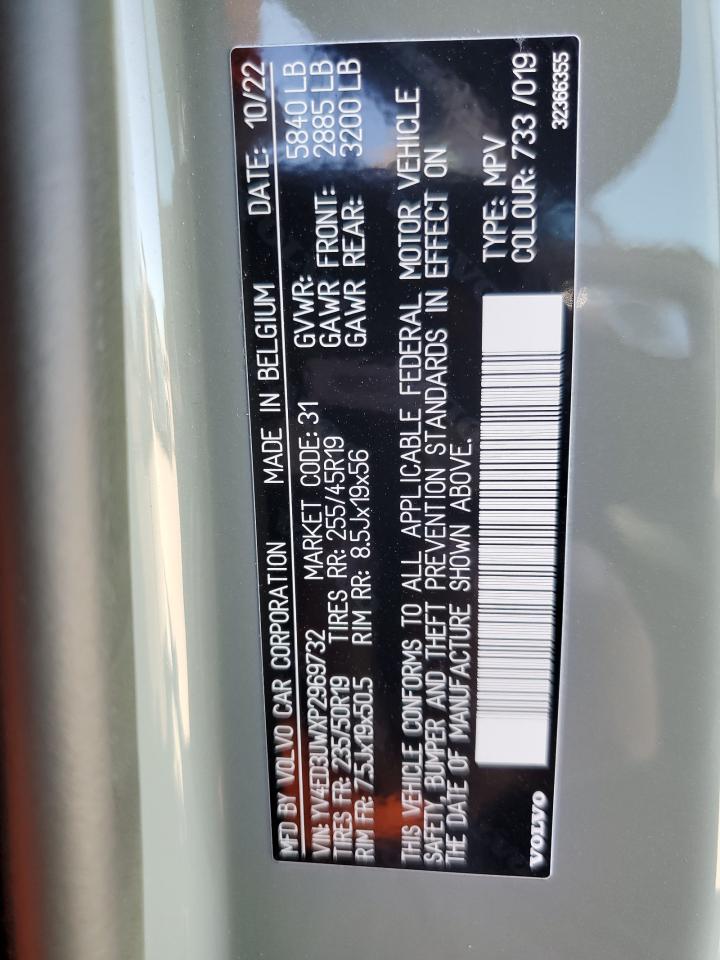 MFD BY VOLVO CAR CORPORATION MADE IN BELGIUM DATE: 10/22
VIN: YV4ED3UWXP2969732 MARKET CODE: 31 GVWR: 5840 LB
TIRES FR: 235/50R19 TIRES RR: 255/45R19 GAWR FRONT: 2885 LB
RIM FR: 7.5Jx19x50.5 RIM RR: 8.5Jx19x56 GAWR REAR: 3200 LB
THIS VEHICLE CONFORMS TO ALL APPLICABLE FEDERAL MOTOR VEHICLE
SAFETY, BUMPER AND THEFT PREVENTION STANDARDS IN EFFECT ON
THE DATE OF MANUFACTURE SHOWN ABOVE.
TYPE: MPV
COLOUR: 733 /019
VOLVO
32366355